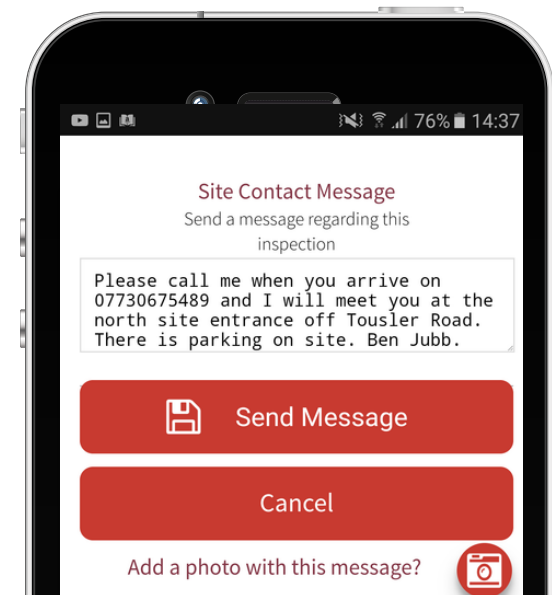 76% 14:37
Site Contact Message
Send a message regarding this
inspection
Please call me when you arrive on
07730675489 and I will meet you at the
north site entrance off Tousler Road.
There is parking on site. Ben Jubb.
Send Message
Cancel
Add a photo with this message?